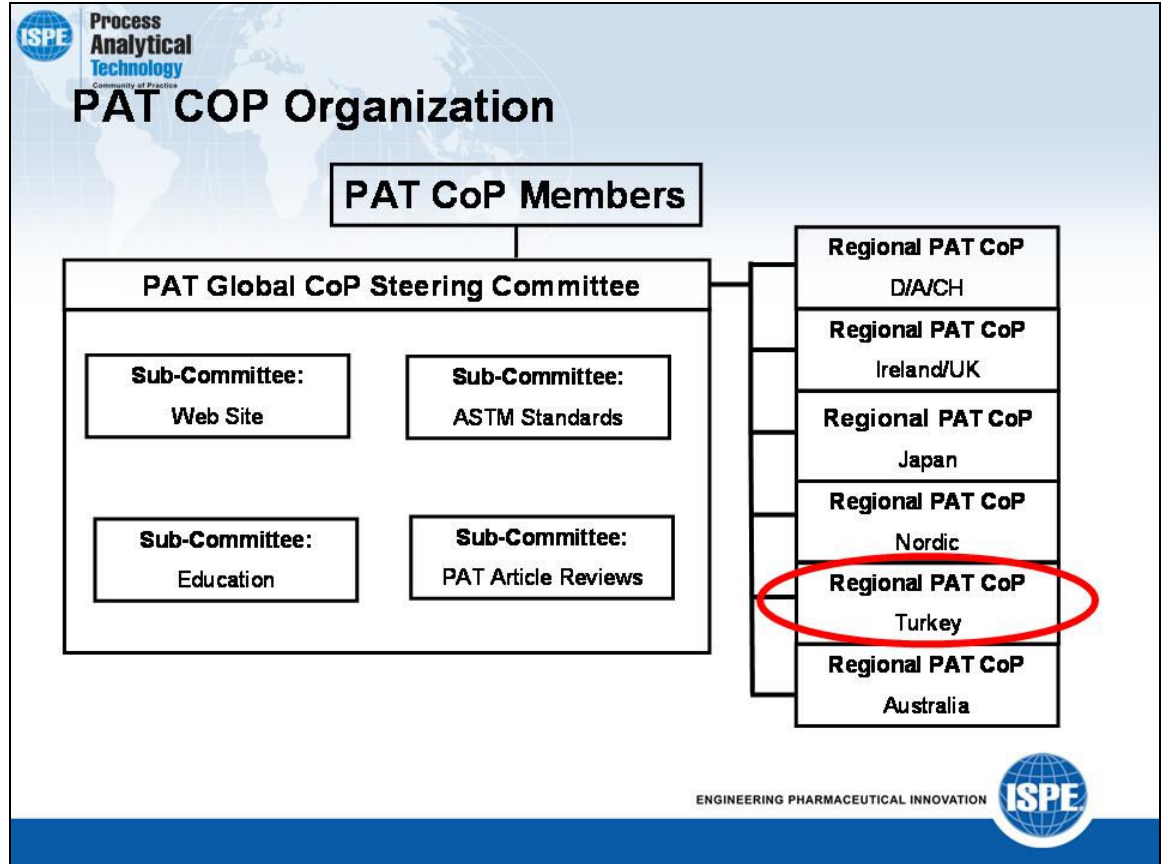 ISPE
Process
Analytical
Technology
Community of Practice
PAT COP Organization
PAT CoP Members
PAT Global CoP Steering Committee
Sub-Committee:
Web Site
Sub-Committee:
ASTM Standards
Sub-Committee:
Education
Sub-Committee:
PAT Article Reviews
Regional PAT CoP
D/A/CH
Regional PAT CoP
Ireland/UK
Regional PAT CoP
Japan
Regional PAT CoP
Nordic
Regional PAT CoP
Turkey
Regional PAT CoP
Australia
ENGINEERING PHARMACEUTICAL INNOVATION
ISPE